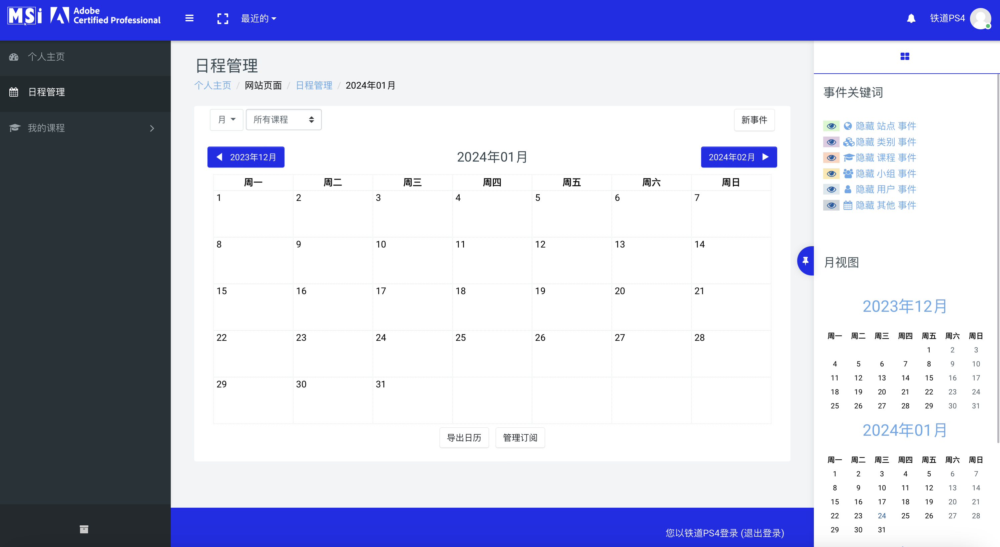 MSi Adobe
Certified Professional
最近的
铁道PS4
个人主页
日程管理
我的课程
日程管理
个人主页 / 网站页面 / 日程管理 / 2024年01月
月 所有课程 新事件
2023年12月 2024年01月 2024年02月
周一 周二 周三 周四 周五 周六 周日
1 2 3 4 5 6 7
8 9 10 11 12 13 14
15 16 17 18 19 20 21
22 23 24 25 26 27 28
29 30 31
导出日历 管理订阅
您以铁道PS4登录 (退出登录)
事件关键词
隐藏 站点 事件
隐藏 类别 事件
隐藏 课程 事件
隐藏 小组 事件
隐藏 用户 事件
隐藏 其他 事件
月视图
2023年12月
周一 周二 周三 周四 周五 周六 周日
1 2 3
4 5 6 7 8 9 10
11 12 13 14 15 16 17
18 19 20 21 22 23 24
25 26 27 28 29 30 31
2024年01月
周一 周二 周三 周四 周五 周六 周日
1 2 3 4 5 6 7
8 9 10 11 12 13 14
15 16 17 18 19 20 21
22 23 24 25 26 27 28
29 30 31